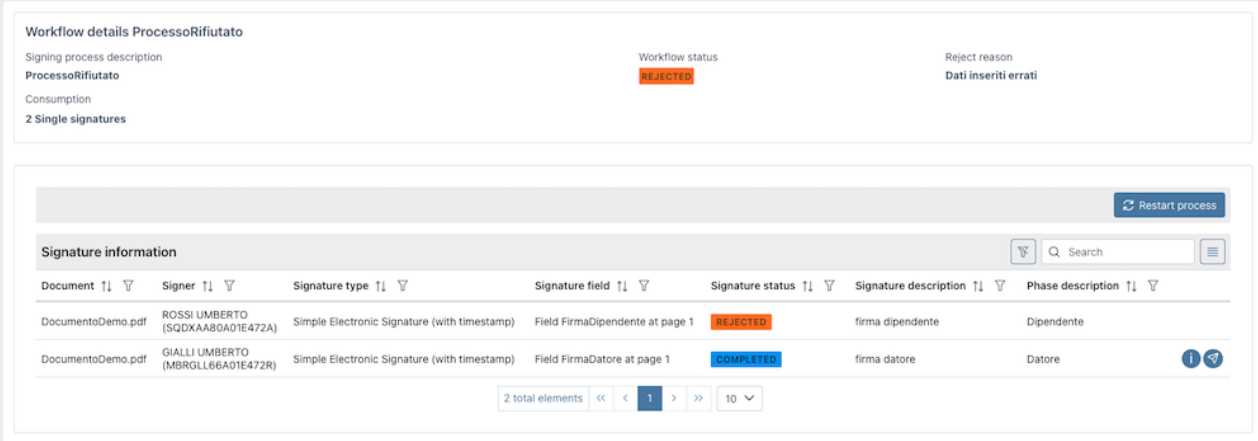 Workflow details ProcessoRifiutato
Signing process description
Workflow status
Reject reason
ProcessoRifiutato
REJECTED
Dati inseriti errati
Consumption
2 Single signatures
Restart process
Signature information
Search
Document Signer Signature type Signature field Signature status Signature description Phase description
DocumentoDemo.pdf ROSSI UMBERTO (SQDXAA80A01E472A) Simple Electronic Signature (with timestamp) Field FirmaDipendente at page 1 REJECTED firma dipendente Dipendente
DocumentoDemo.pdf GIALLI UMBERTO (MBRGLL66A01E472R) Simple Electronic Signature (with timestamp) Field FirmaDatore at page 1 COMPLETED firma datore Datore
2 total elements << < 1 > >> 10